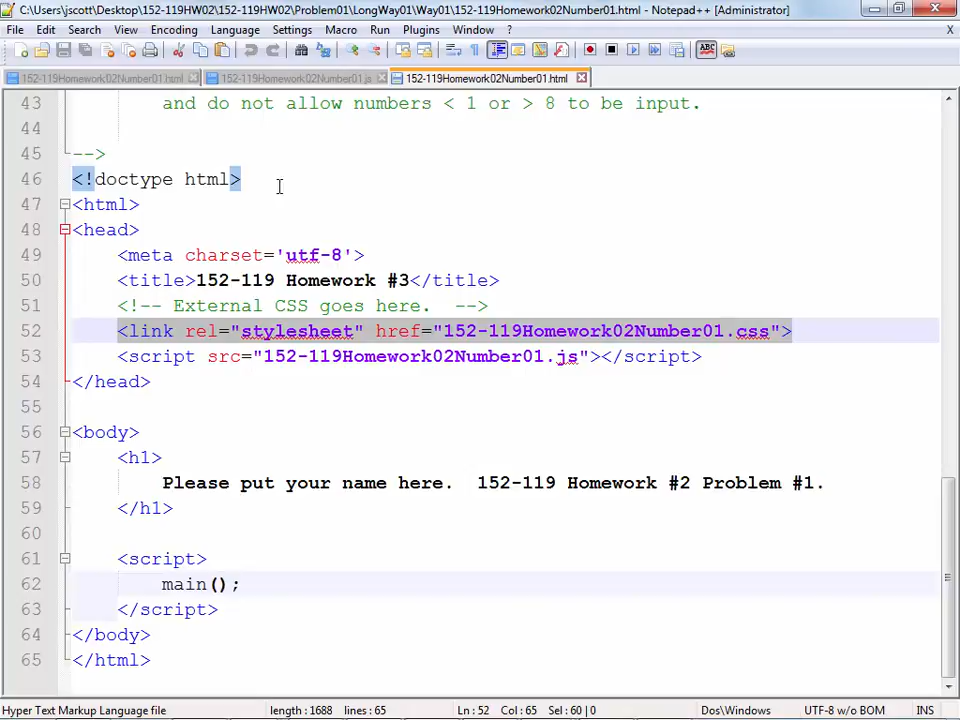 C:\Users\jscott\Desktop\152-119HW02\152-119HW02\Problem01\LongWay01\Way01\152-119Homework02Number01.html - Notepad++ [Administrator]
File Edit Search View Encoding Language Settings Macro Run Plugins Window ? X
152-119Homework02Number01.html 152-119Homework02Number01.js 152-119Homework02Number01.html
43 and do not allow numbers < 1 or > 8 to be input.
44
45 -->
46 <!doctype html>
47 <html>
48 <head>
49 <meta charset='utf-8'>
50 <title>152-119 Homework #3</title>
51 <!-- External CSS goes here.  -->
52 <link rel="stylesheet" href="152-119Homework02Number01.css">
53 <script src="152-119Homework02Number01.js"></script>
54 </head>
55
56 <body>
57 <h1>
58 Please put your name here.  152-119 Homework #2 Problem #1.
59 </h1>
60
61 <script>
62 main();
63 </script>
64 </body>
65 </html>
Hyper Text Markup Language file length : 1688 lines : 65 Ln : 52 Col : 65 Sel : 60 | 0 Dos\Windows UTF-8 w/o BOM INS